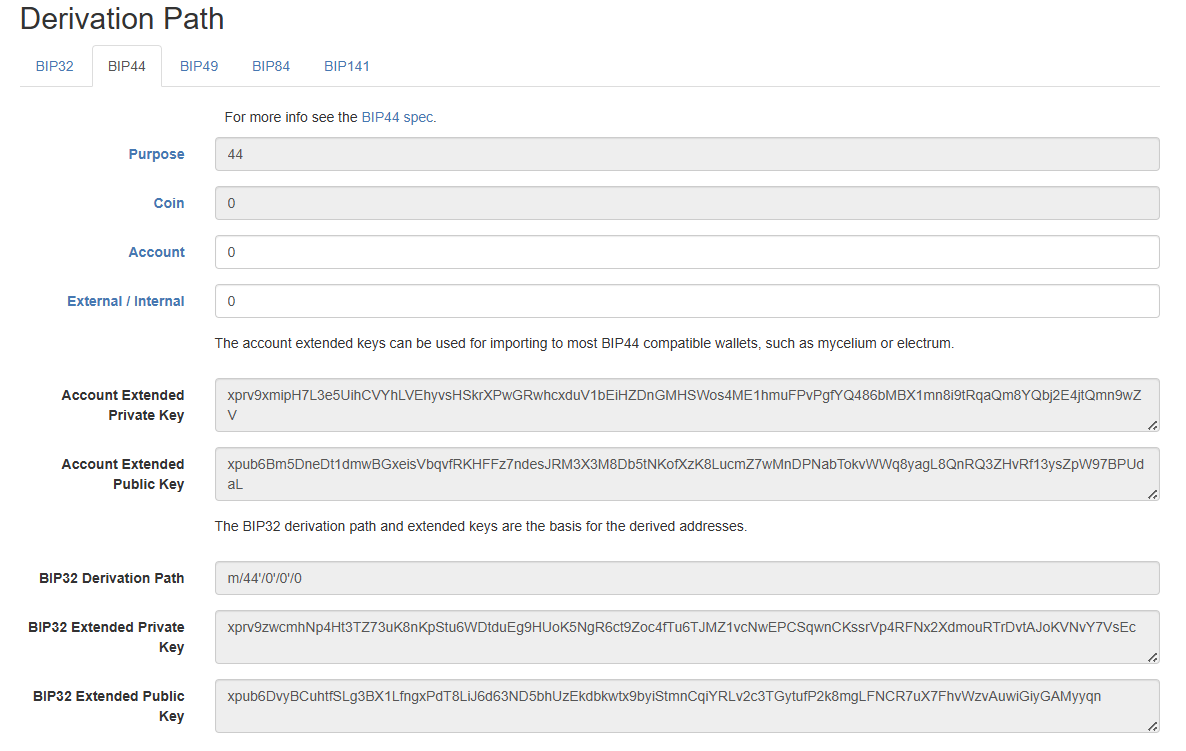 Derivation Path
BIP32 BIP44 BIP49 BIP84 BIP141
For more info see the BIP44 spec.
Purpose 44
Coin 0
Account 0
External / Internal 0
The account extended keys can be used for importing to most BIP44 compatible wallets, such as mycelium or electrum.
Account Extended Private Key
xprv9xmipH7L3e5UihCVYhLVEhyvsHSkrXPwGRwhcxduV1bEiHZDnGMHSWos4ME1hmuFPvPgfYQ486bMBX1mn8i9tRqaQm8YQbj2E4jtQmn9wZ
V
Account Extended Public Key
xpub6Bm5DneDt1dmwBGxeisVbqvfRKHFFz7ndesJRM3X3M8Db5tNKofXzK8LucmZ7wMnDPNabTokvWWq8yagL8QnRQ3ZHvRf13ysZpW97BPUd
aL
The BIP32 derivation path and extended keys are the basis for the derived addresses.
BIP32 Derivation Path m/44'/0'/0'/0
BIP32 Extended Private Key
xprv9zwcmhNp4Ht3TZ73uK8nKpStu6WDtduEg9HUoK5NgR6ct9Zoc4fTu6TJMZ1vcNwEPCSqwnCKssrVp4RFNx2XdmouRTrDvtAJoKVNvY7VsEc
BIP32 Extended Public Key
xpub6DvyBCuhtfSLg3BX1LfngxPdT8LiJ6d63ND5bhUzEkdbkwtx9byiStmnCqiYRLv2c3TGytufP2k8mgLFNCR7uX7FhvWzvAuwiGiyGAMyyqn